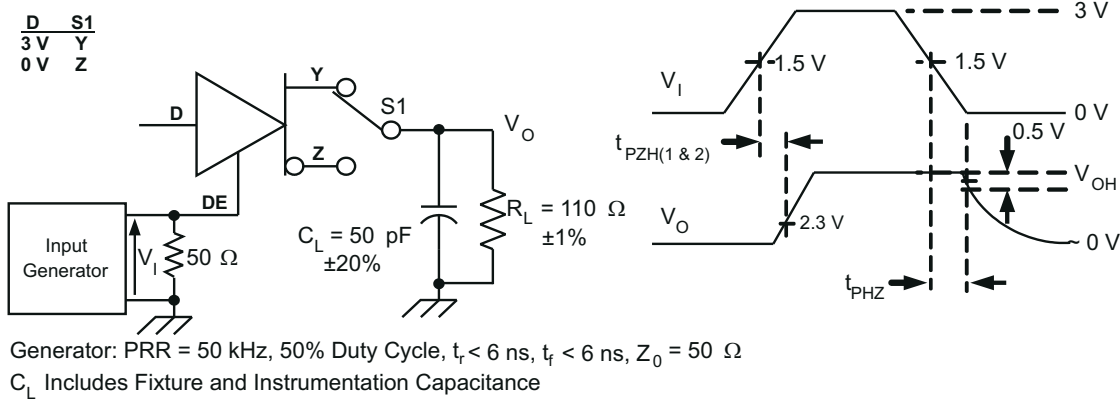 D S1
3 V Y
0 V Z
D
Y
Z
S1
V_O
DE
Input
Generator
V_I
50 Ω
C_L = 50 pF
±20%
R_L = 110 Ω
±1%
3 V
V_I
1.5 V
1.5 V
0 V
0.5 V
t_PZH(1 & 2)
V_OH
V_O
2.3 V
~ 0 V
t_PHZ
Generator: PRR = 50 kHz, 50% Duty Cycle, t_r < 6 ns, t_f < 6 ns, Z_0 = 50 Ω
C_L Includes Fixture and Instrumentation Capacitance